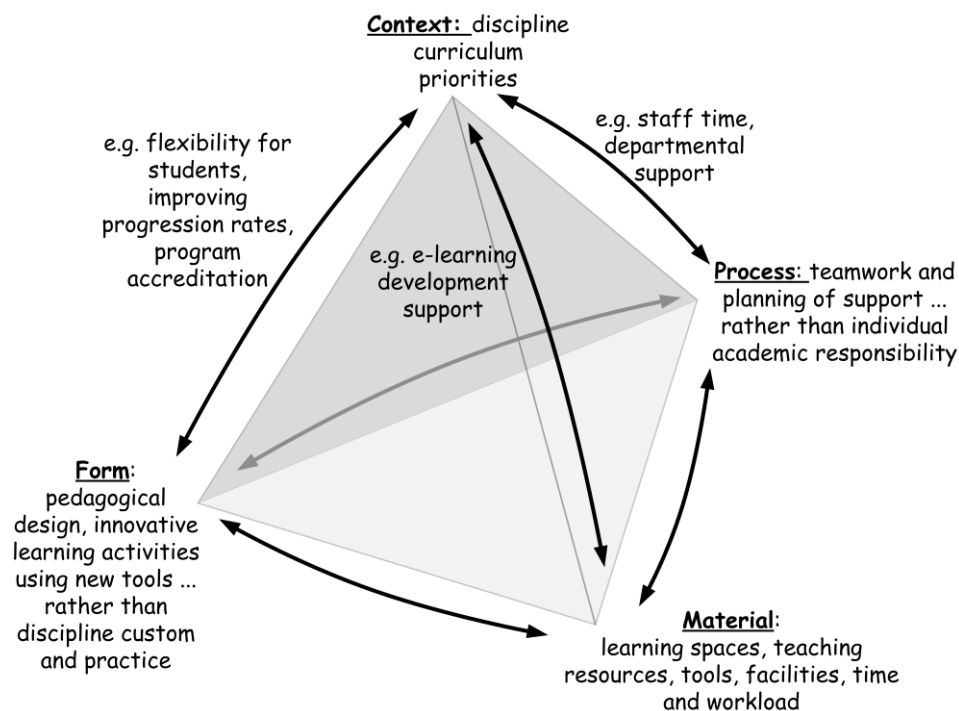 Context: discipline
curriculum
priorities
e.g. flexibility for
students,
improving
progression rates,
program
accreditation
e.g. staff time,
departmental
support
e.g. e-learning
development
support
Process: teamwork and
planning of support ...
rather than individual
academic responsibility
Form:
pedagogical
design, innovative
learning activities
using new tools ...
rather than
discipline custom
and practice
Material:
learning spaces, teaching
resources, tools, facilities, time
and workload